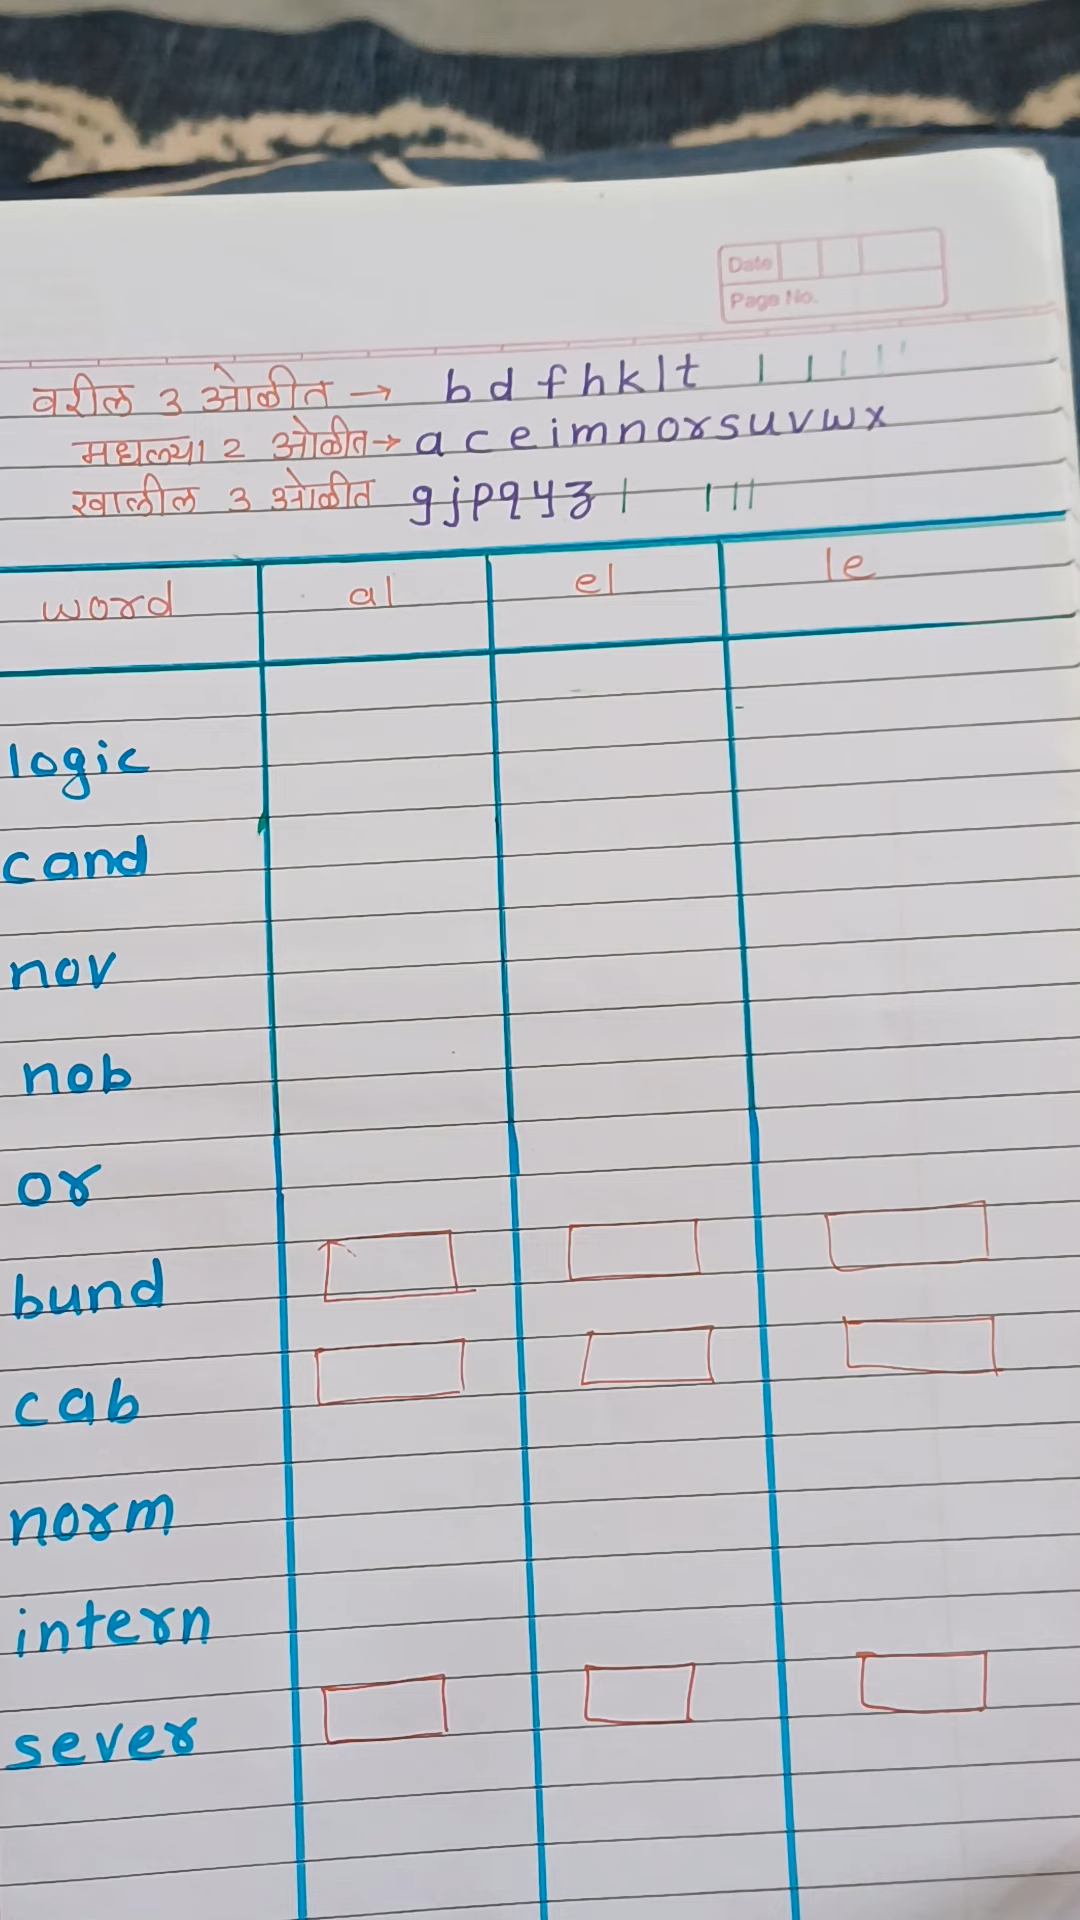 Date
Page No.
वरील 3 ओळीत → b d f h k l t
मधल्या 2 ओळीत → a c e i m n o r s u v w x
खालील 3 ओळीत g j p q y z
word al el le
logic
cand
nov
nob
or
bund
cab
norm
intern
sever